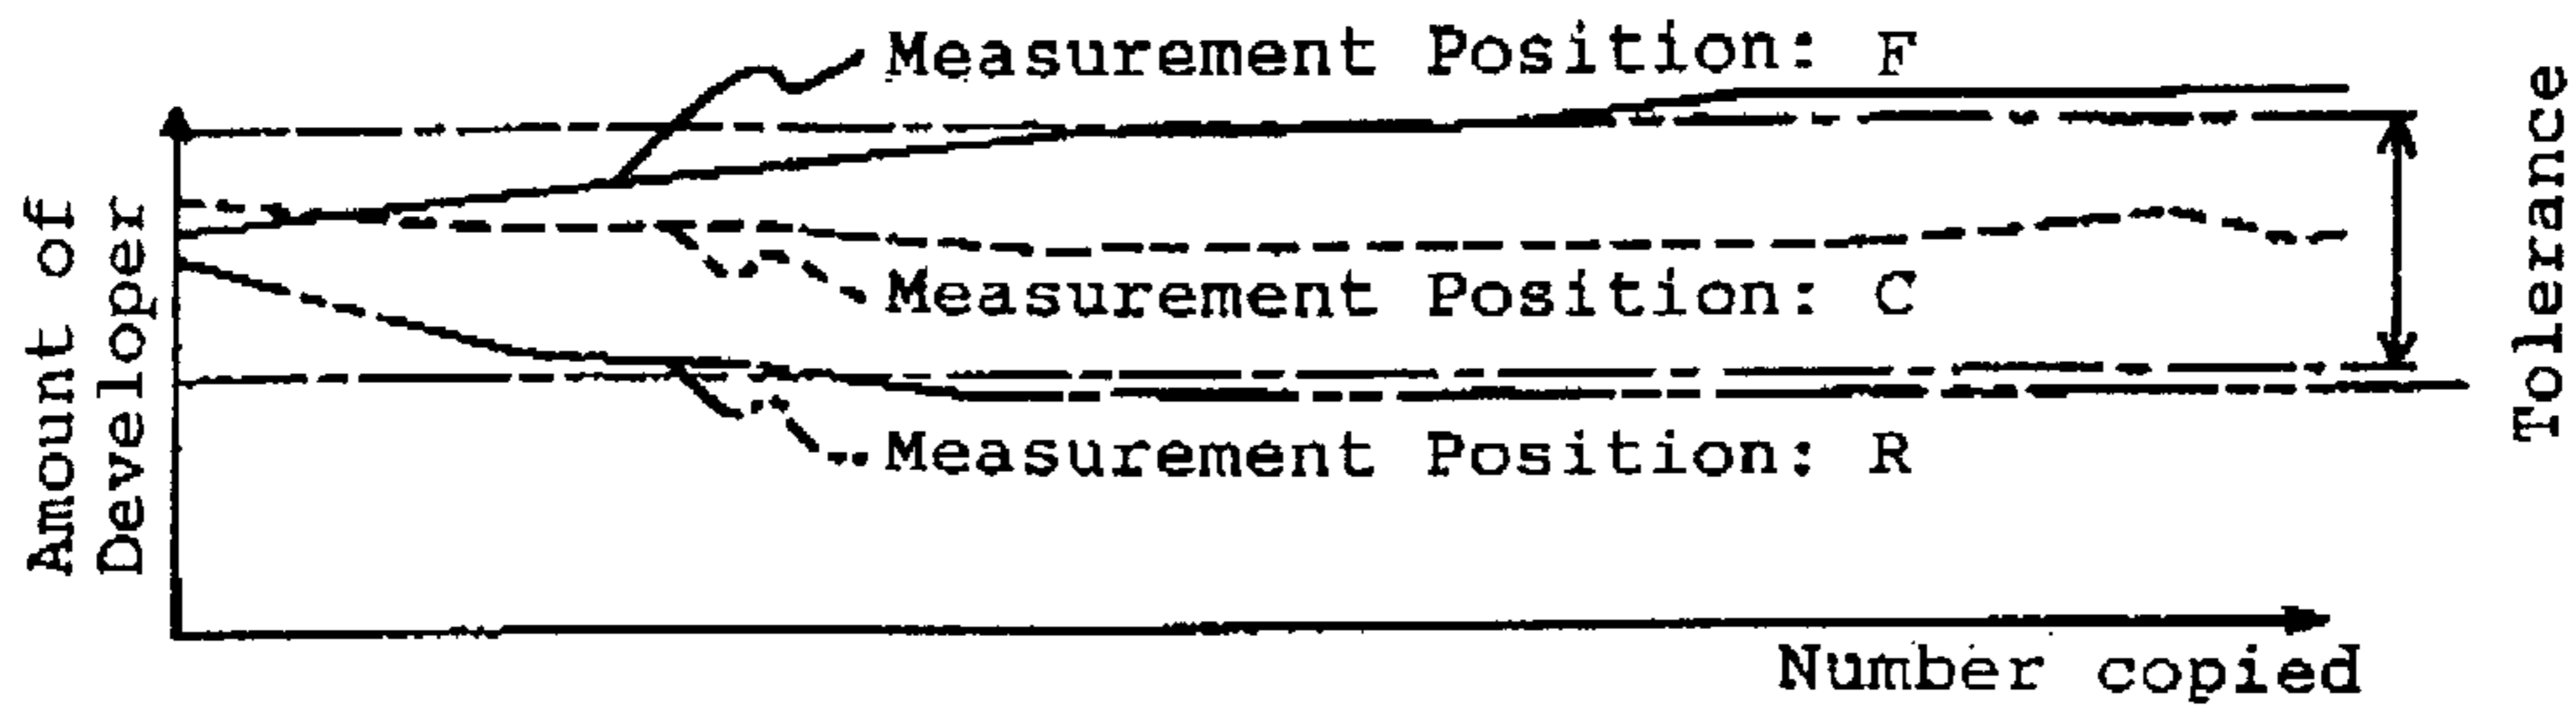 Measurement Position: F
Amount of
Developer
Measurement Position: C
Measurement Position: R
Tolerance
Number copied